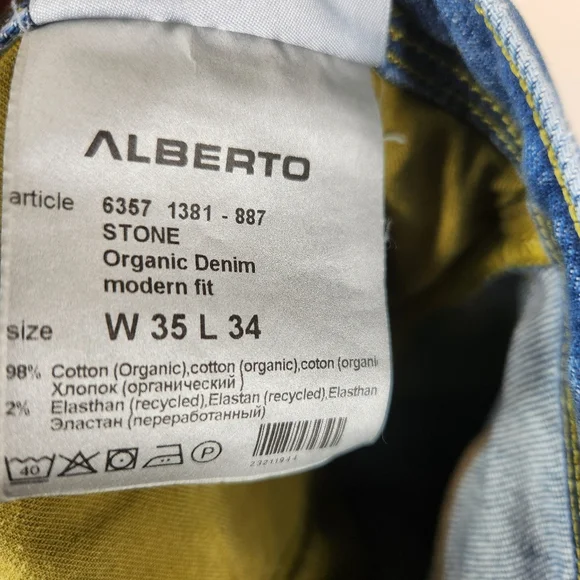 ALBERTO
article 6357 1381 - 887
STONE
Organic Denim
modern fit
size W 35 L 34
98% Cotton (Organic),cotton (organic),coton (organi
Хлопок (органический )
2% Elasthan (recycled),Elastan (recycled),Elasthan
Эластан (переработанный)
40 P